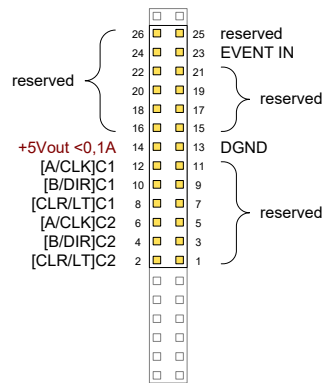 26 25 reserved
24 23 EVENT IN
22 21
reserved
20 19
reserved
18 17
16 15
+5Vout <0,1A 14 13 DGND
[A/CLK]C1 12 11
[B/DIR]C1 10 9
[CLR/LT]C1 8 7
reserved
[A/CLK]C2 6 5
[B/DIR]C2 4 3
[CLR/LT]C2 2 1